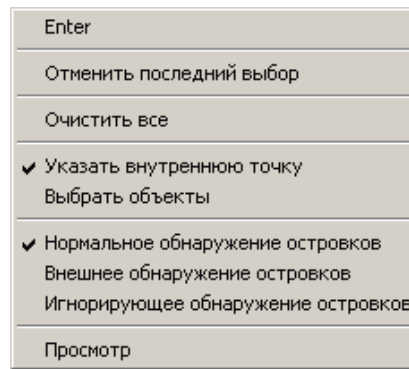 Enter
Отменить последний выбор
Очистить все
Указать внутреннюю точку
Выбрать объекты
Нормальное обнаружение островков
Внешнее обнаружение островков
Игнорирующее обнаружение островков
Просмотр